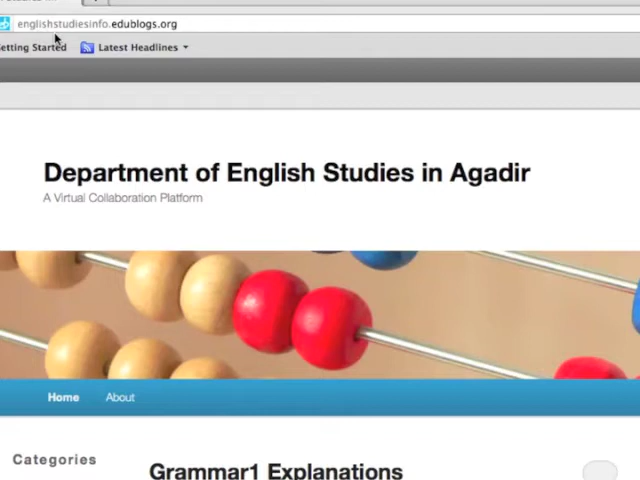 englishstudiesinfo.edublogs.org
etting Started Latest Headlines
Department of English Studies in Agadir
A Virtual Collaboration Platform
Home About
Categories
Grammar1 Explanations